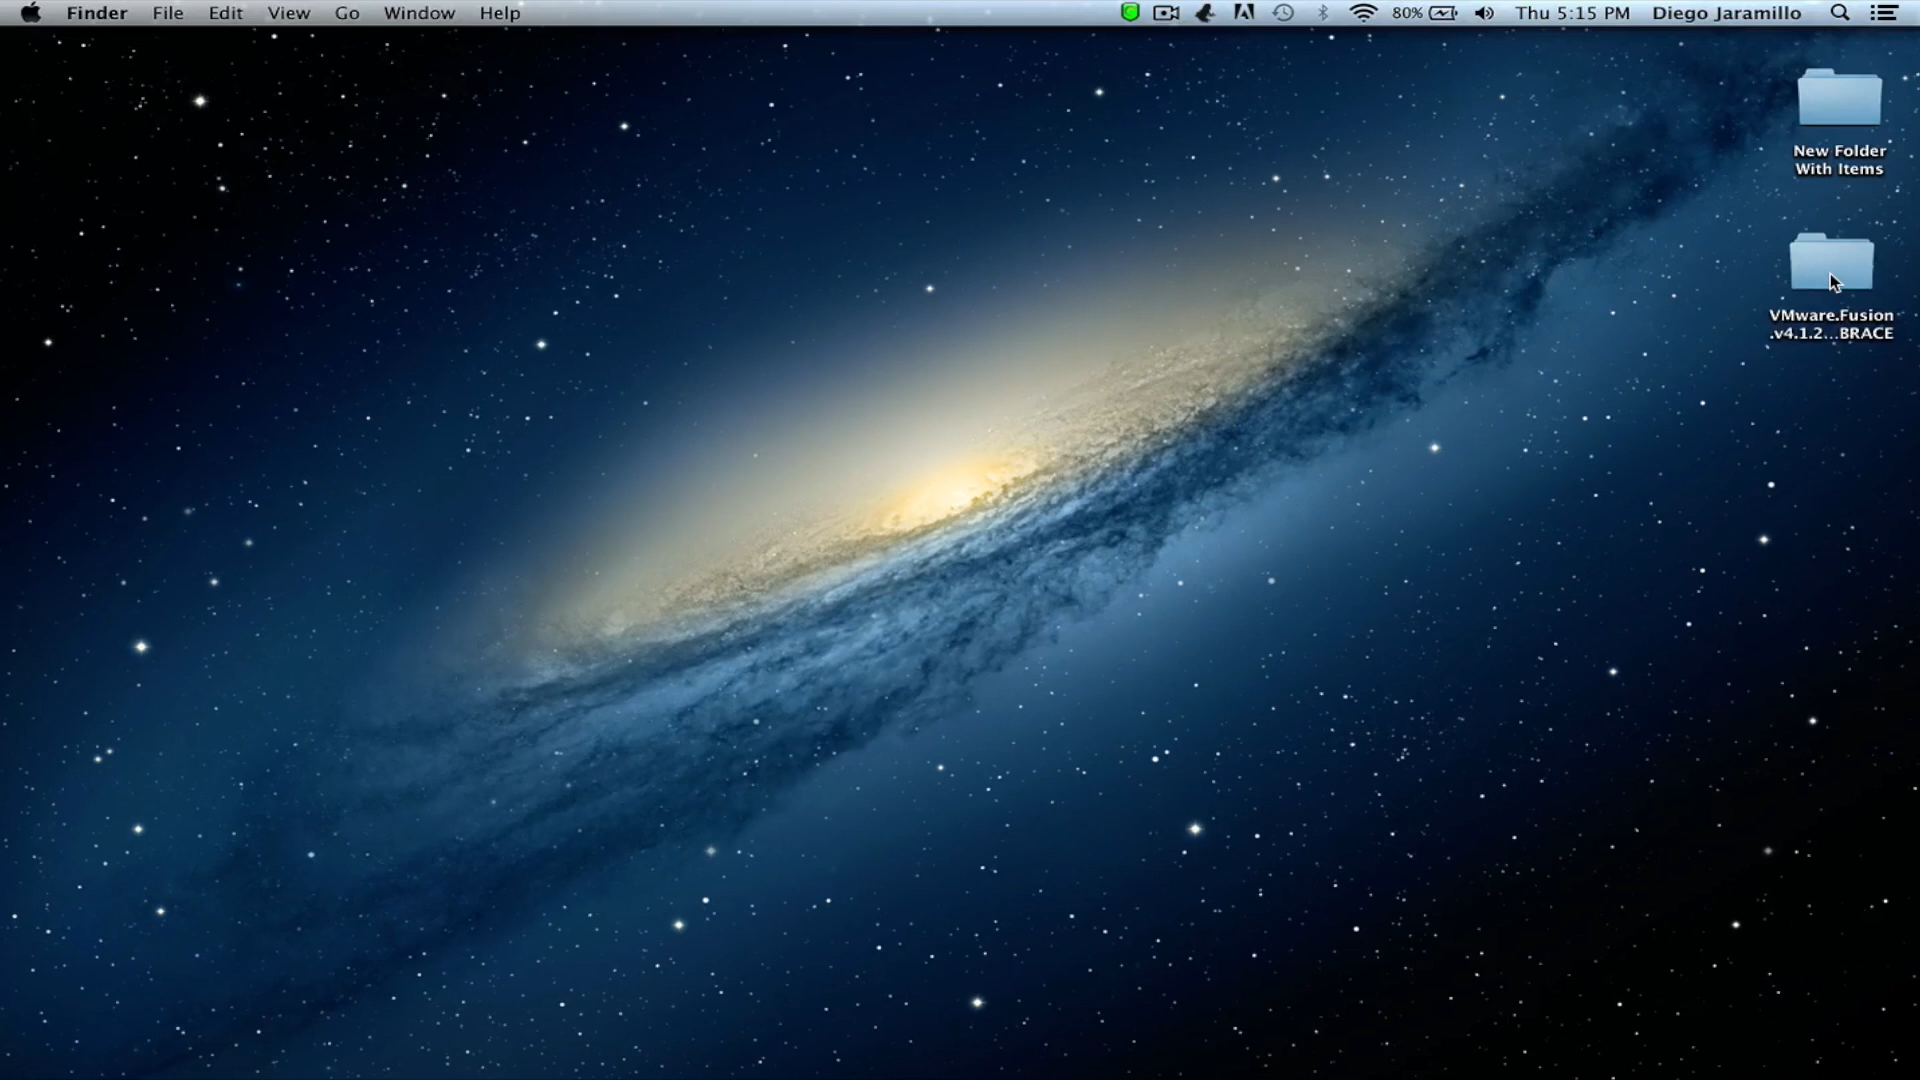 Finder File Edit View Go Window Help 80% Thu 5:15 PM Diego Jaramillo
New Folder
With Items
VMware.Fusion
.v4.1.2...BRACE